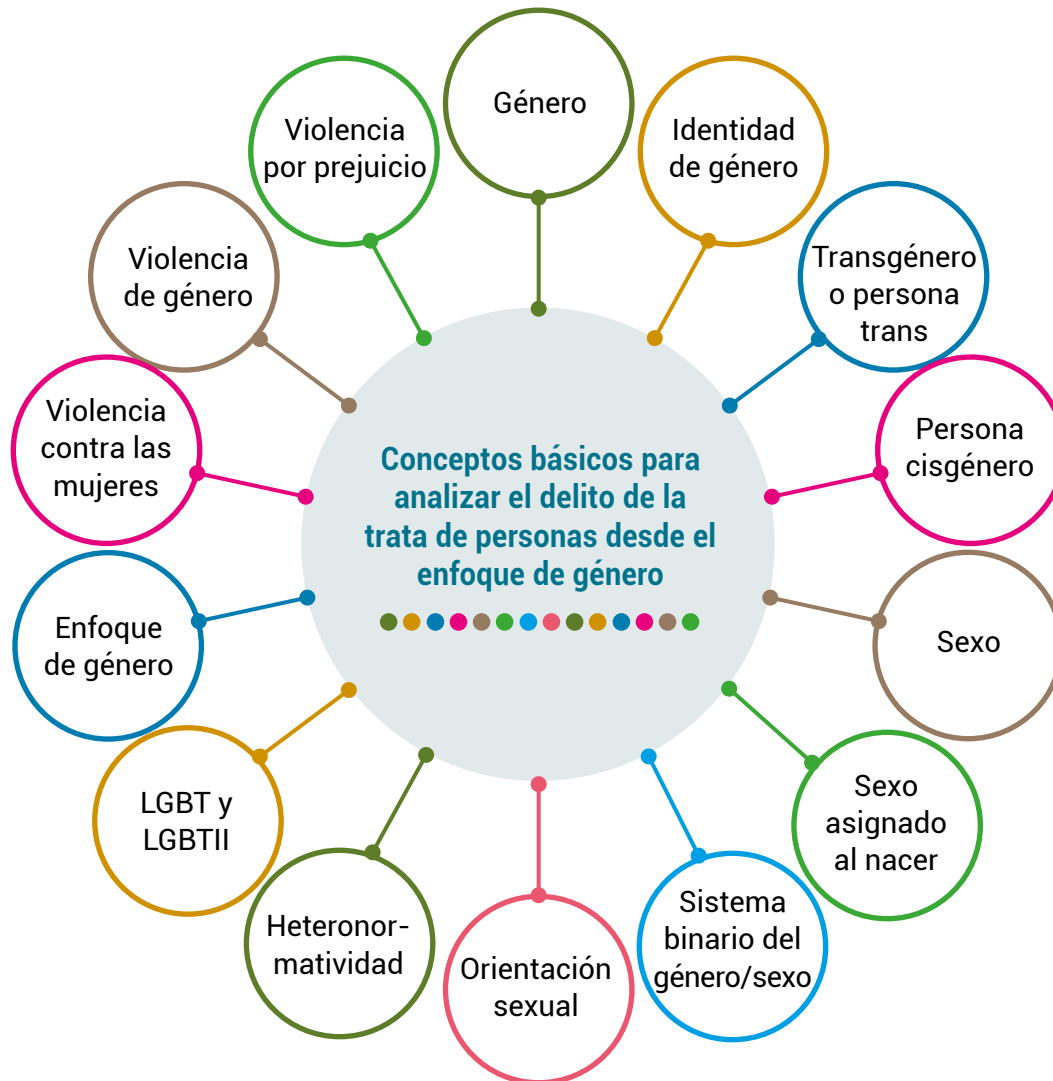 Género
Identidad
de género
Transgénero
o persona
trans
Persona
cisgénero
Sexo
Sexo
asignado
al nacer
Sistema
binario del
género/sexo
Orientación
sexual
Heteronor-
matividad
LGBT y
LGBTII
Enfoque
de género
Violencia
contra las
mujeres
Violencia
de género
Violencia
por prejuicio
Conceptos básicos para
analizar el delito de la
trata de personas desde el
enfoque de género